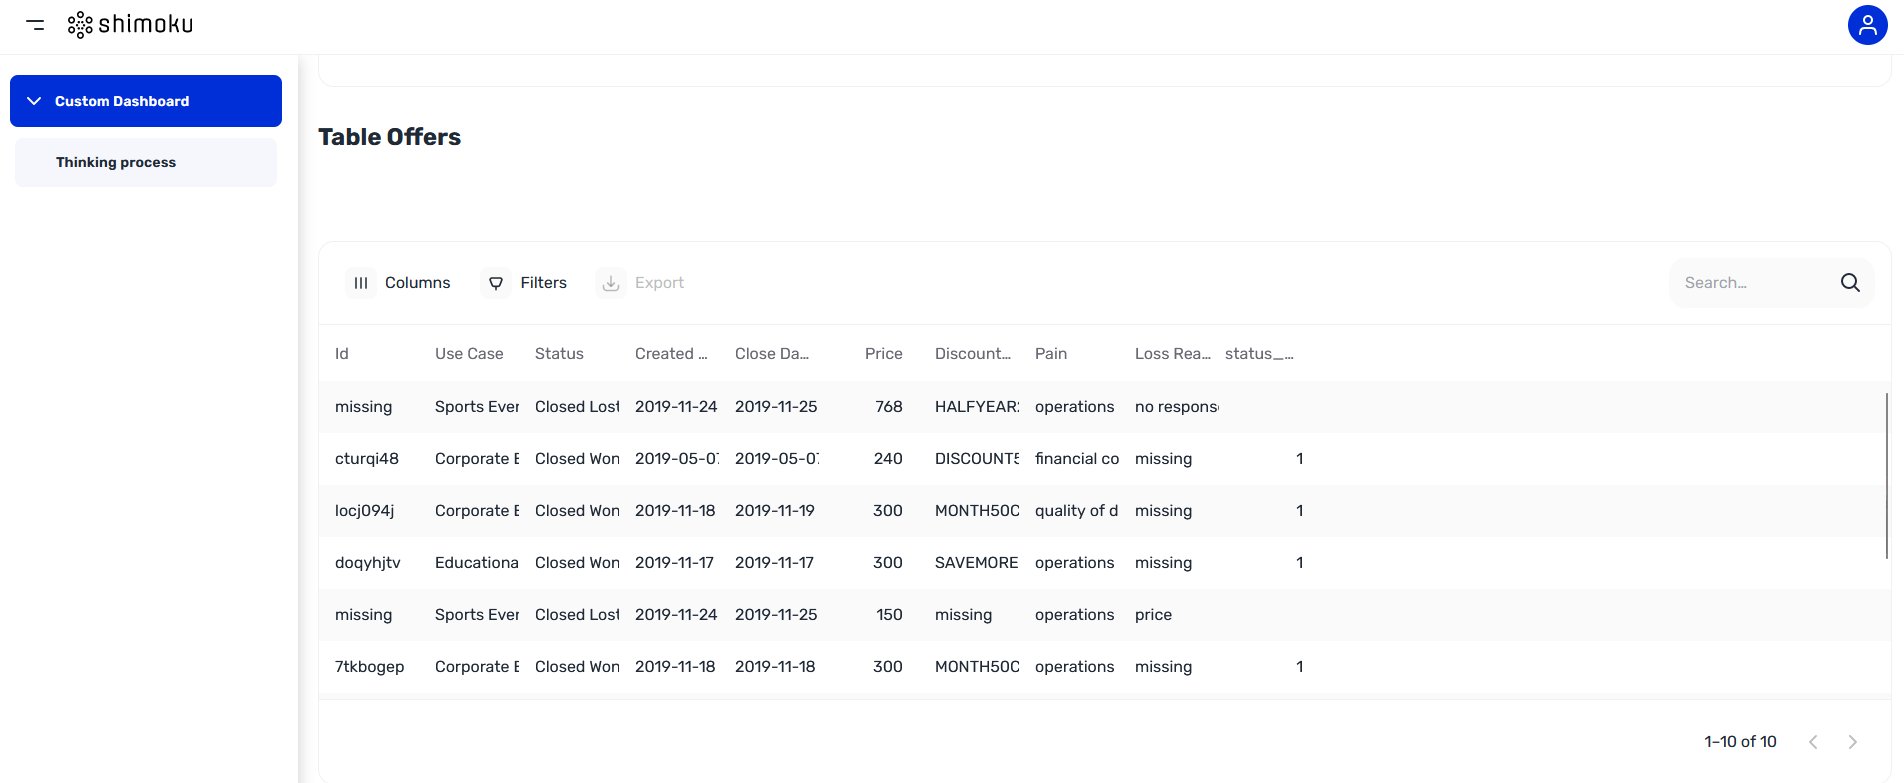 shimoku
Custom Dashboard
Thinking process
Table Offers
Columns Filters Export Search...
Id Use Case Status Created ... Close Da... Price Discount... Pain Loss Rea... status_...
missing Sports Even Closed Lost 2019-11-24 2019-11-25 768 HALFYEAR operations no respons
cturqi48 Corporate E Closed Won 2019-05-07 2019-05-07 240 DISCOUNT5 financial co missing 1
locj094j Corporate E Closed Won 2019-11-18 2019-11-19 300 MONTH50O quality of d missing 1
doqyhjtv Educationa Closed Won 2019-11-17 2019-11-17 300 SAVEMORE operations missing 1
missing Sports Even Closed Lost 2019-11-24 2019-11-25 150 missing operations price
7tkbogep Corporate E Closed Won 2019-11-18 2019-11-18 300 MONTH50O operations missing 1
1–10 of 10